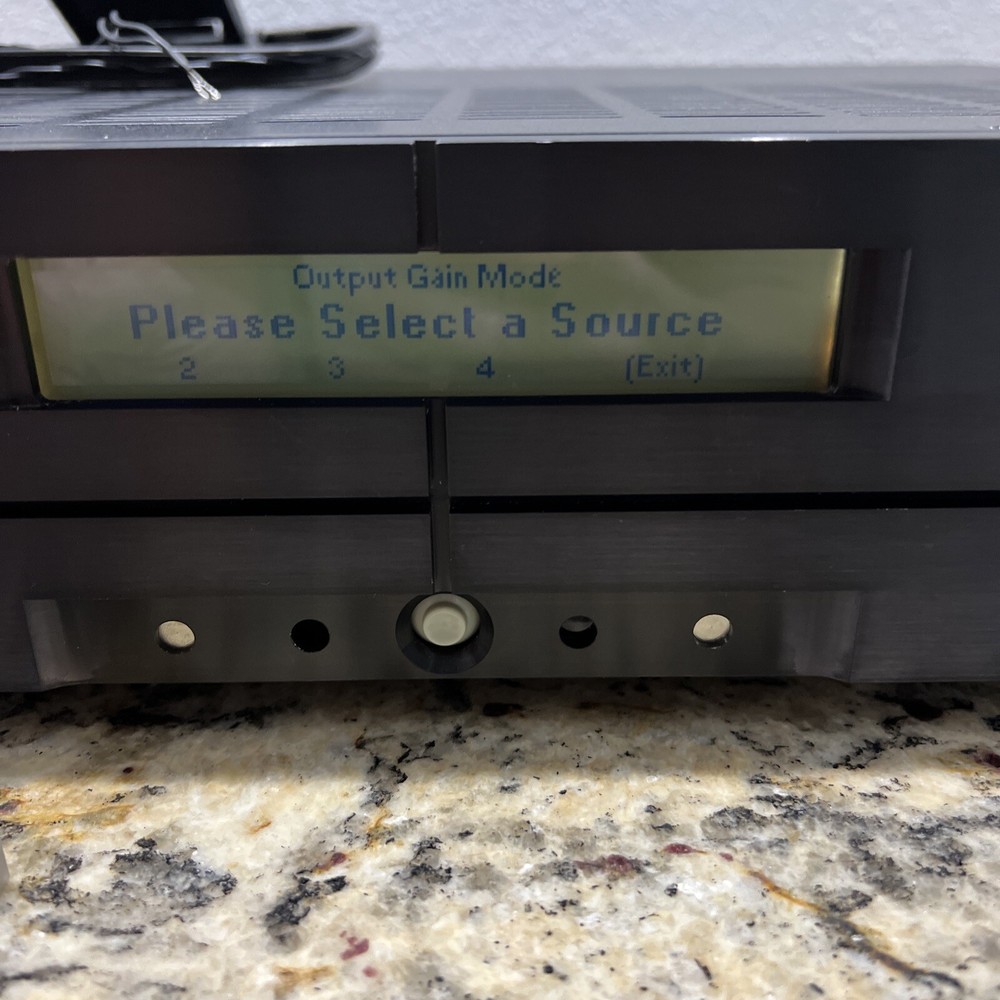 Output Gain Mode
Please Select a Source
2 3 4 (Exit)